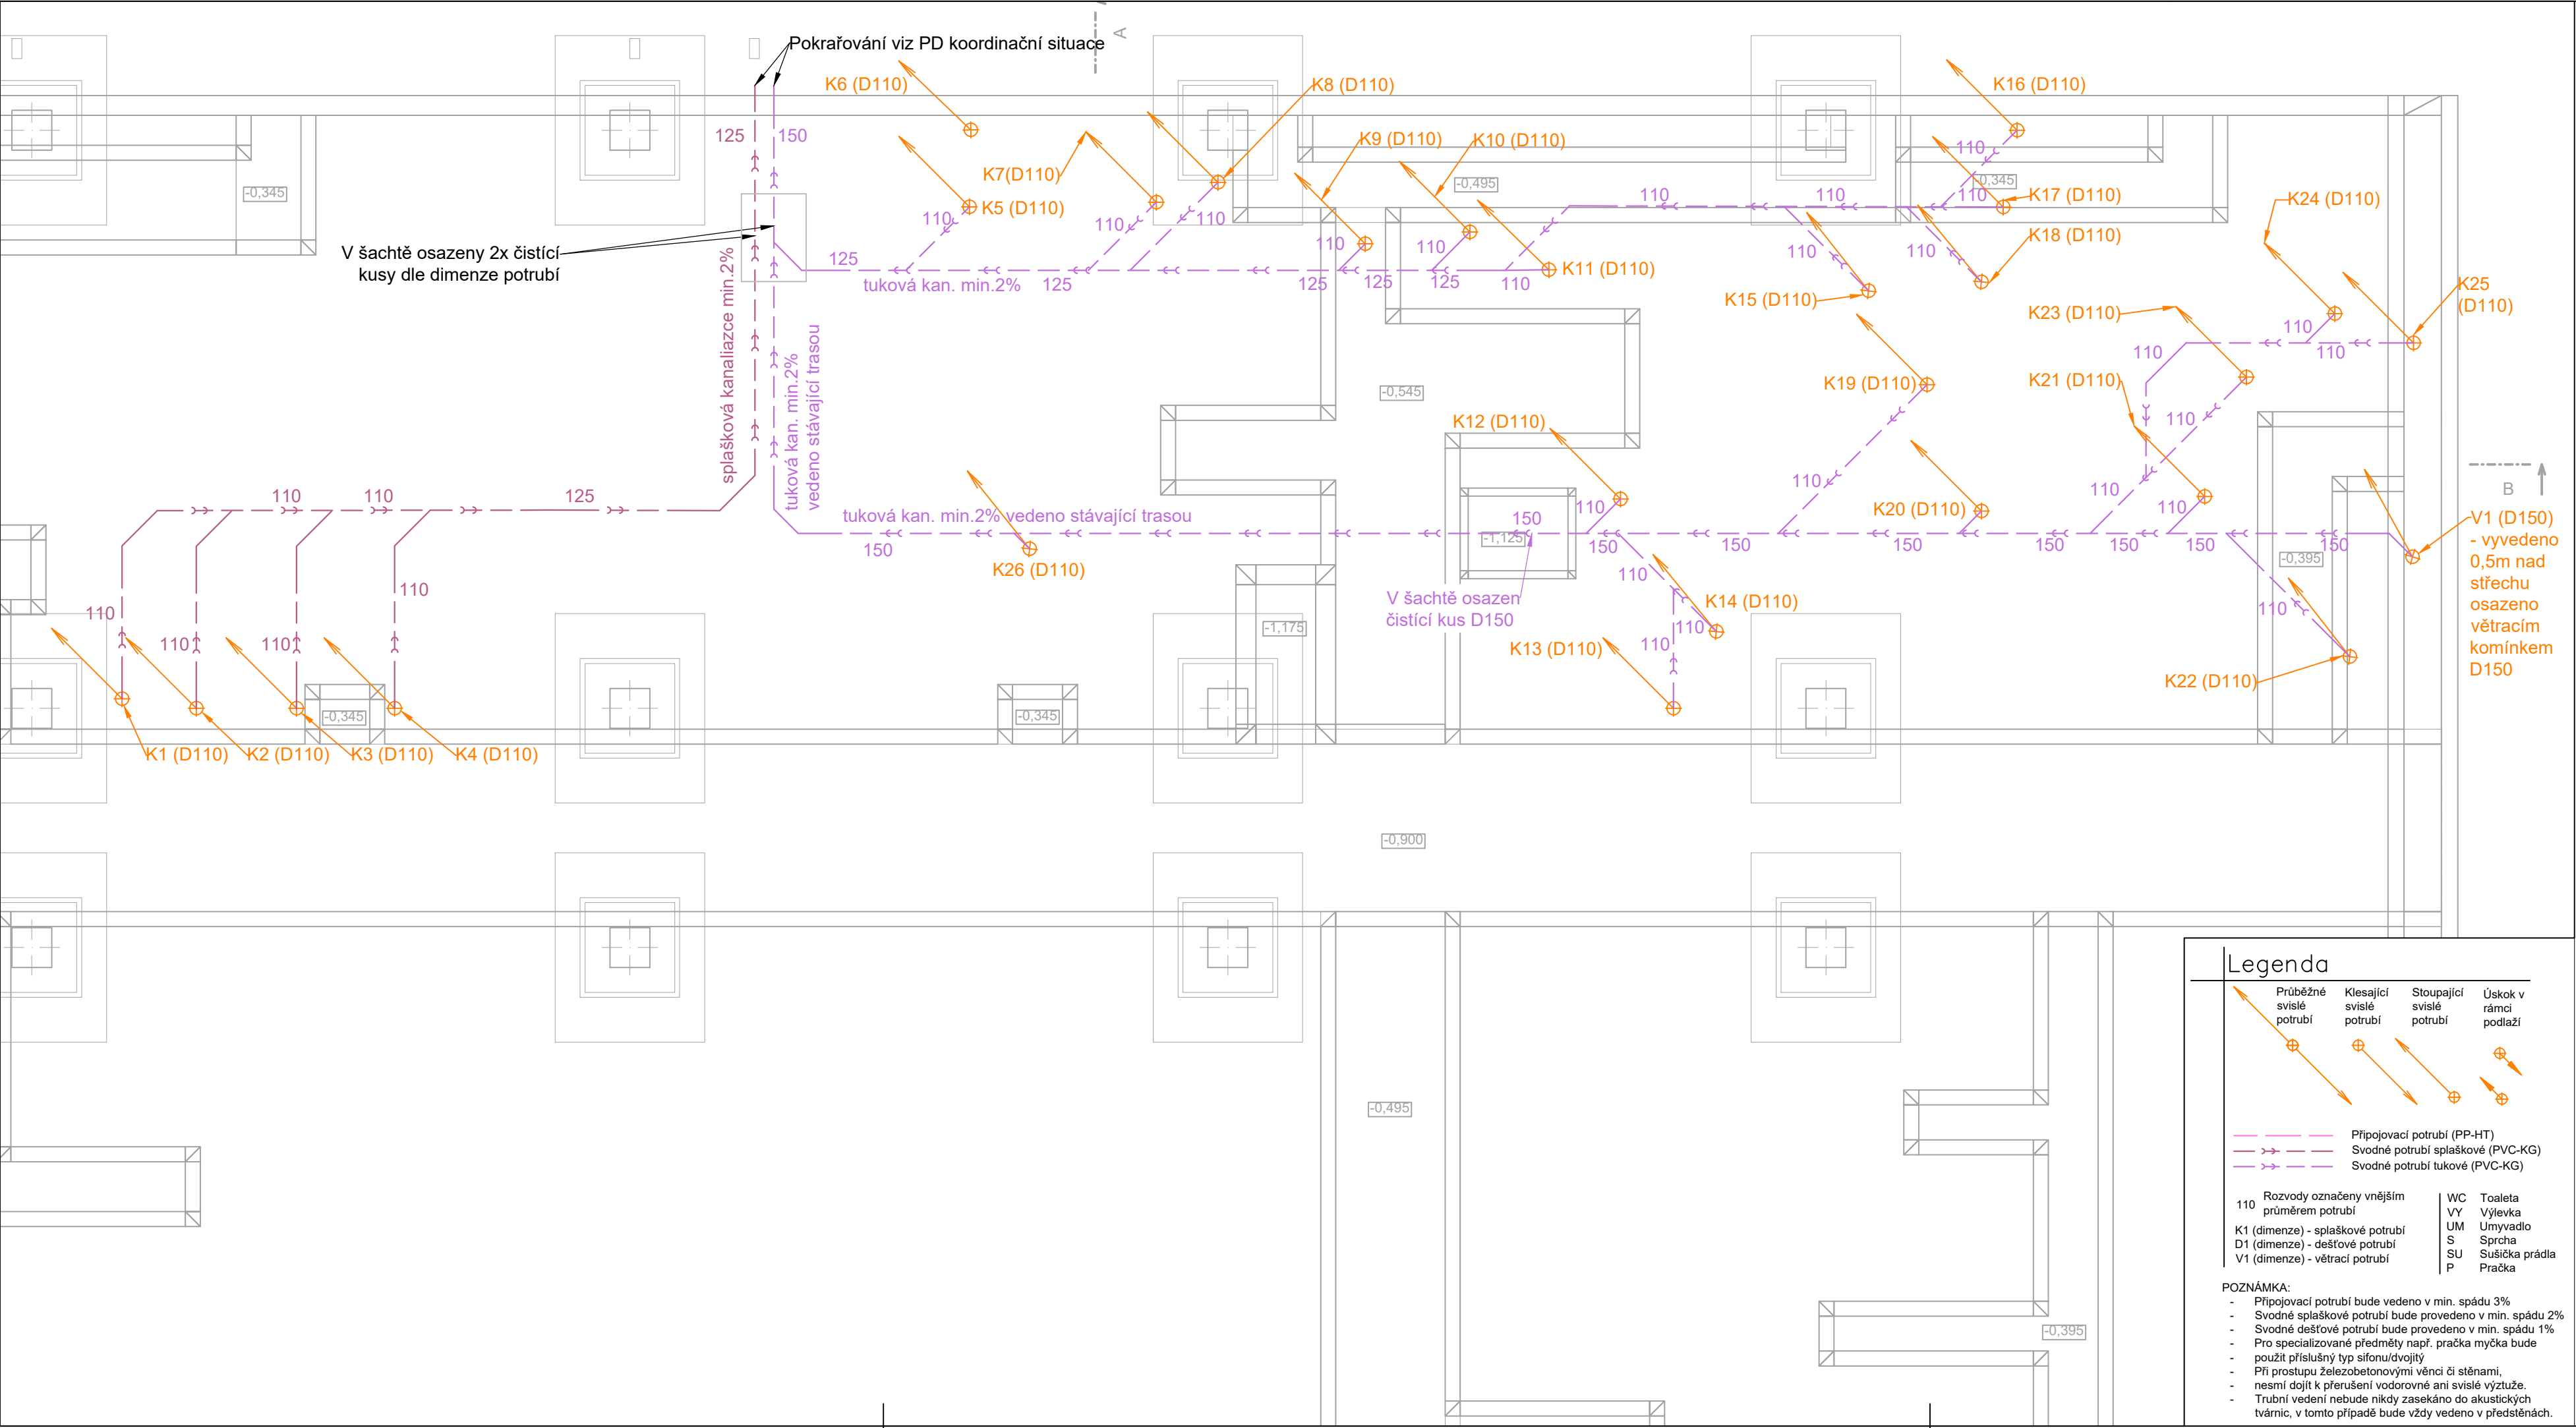 A
Pokrařování viz PD koordinační situace
K6 (D110)
K8 (D110)
K16 (D110)
125
150
K9 (D110)
K10 (D110)
110
K7(D110)
-0,345
-0,495
-0,345
110
110
110
K17 (D110)
K24 (D110)
K5 (D110)
110
110
110
K18 (D110)
V šachtě osazeny 2x čistící
kusy dle dimenze potrubí
110
110
110
110
125
K11 (D110)
tuková kan. min.2%
125
125
125
125
110
K15 (D110)
K25
(D110)
K23 (D110)
110
110
110
splašková kanaliazce min.2%
tuková kan. min.2%
vedeno stávající trasou
K19 (D110)
K21 (D110)
-0,545
K12 (D110)
110
110
110
110
125
110
B
tuková kan. min.2% vedeno stávající trasou
150
150
110
K20 (D110)
110
-1,125
150
150
150
150
150
150
150
V1 (D150)
- vyvedeno
0,5m nad
střechu
osazeno
větracím
komínkem
D150
K26 (D110)
-0,395
110
110
110
V šachtě osazen
čistící kus D150
K14 (D110)
110
-1,175
110
110
110
110
K13 (D110)
K22 (D110)
-0,345
-0,345
K1 (D110)
K2 (D110)
K3 (D110)
K4 (D110)
-0,900
-0,495
-0,395
Legenda
Průběžné
svislé
potrubí
Klesající
svislé
potrubí
Stoupající
svislé
potrubí
Úskok v
rámci
podlaží
Připojovací potrubí (PP-HT)
Svodné potrubí splaškové (PVC-KG)
Svodné potrubí tukové (PVC-KG)
110 Rozvody označeny vnějším
průměrem potrubí
K1 (dimenze) - splaškové potrubí
D1 (dimenze) - dešťové potrubí
V1 (dimenze) - větrací potrubí
WC Toaleta
VY Výlevka
UM Umyvadlo
S Sprcha
SU Sušička prádla
P Pračka
POZNÁMKA:
- Připojovací potrubí bude vedeno v min. spádu 3%
- Svodné splaškové potrubí bude provedeno v min. spádu 2%
- Svodné dešťové potrubí bude provedeno v min. spádu 1%
- Pro specializované předměty např. pračka myčka bude
- použit příslušný typ sifonu/dvojitý
- Při prostupu železobetonovými věnci či stěnami,
- nesmí dojít k přerušení vodorovné ani svislé výztuže.
- Trubní vedení nebude nikdy zasekáno do akustických
tvárnic, v tomto případě bude vždy vedeno v předstěnách.